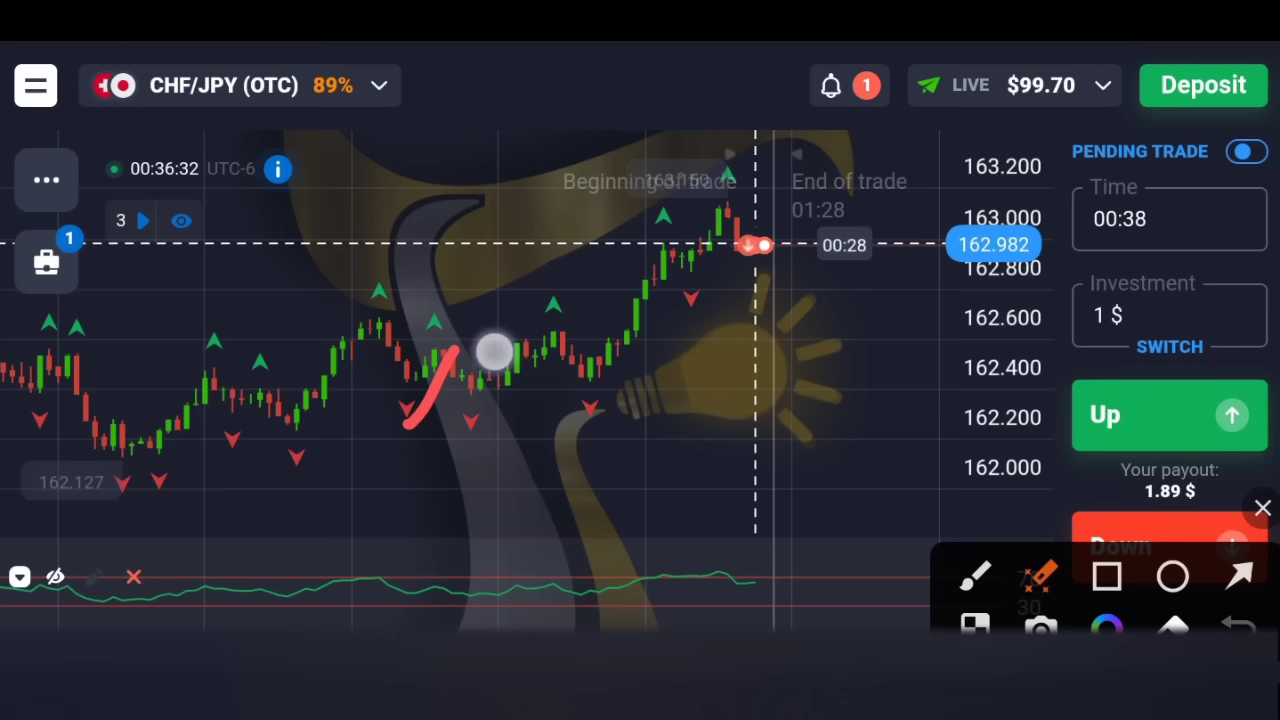 CHF/JPY (OTC) 89%
1
LIVE $99.70
Deposit
00:36:32 UTC-6
3
1
Beginning of trade
163.150
End of trade
01:28
00:28
163.200
163.000
162.982
162.800
162.600
162.400
162.200
162.000
162.127
PENDING TRADE
Time
00:38
Investment
1 $
SWITCH
Up
Your payout:
1.89 $
Down
30